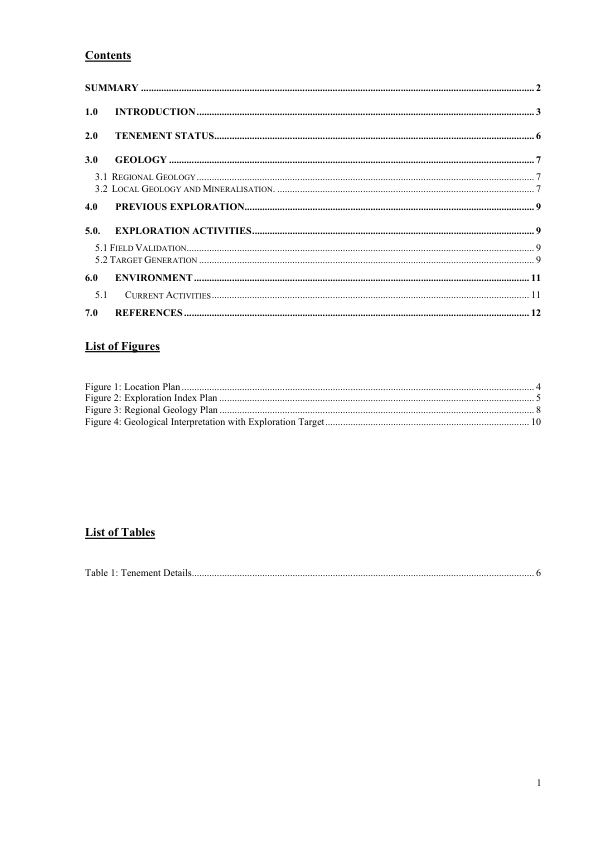 Contents
SUMMARY ........................................................................ 2
1.0 INTRODUCTION ........................................................................ 3
2.0 TENEMENT STATUS ........................................................................ 6
3.0 GEOLOGY ........................................................................ 7
3.1 REGIONAL GEOLOGY ........................................................................ 7
3.2 LOCAL GEOLOGY AND MINERALISATION. ........................................................................ 7
4.0 PREVIOUS EXPLORATION ........................................................................ 9
5.0. EXPLORATION ACTIVITIES ........................................................................ 9
5.1 FIELD VALIDATION ........................................................................ 9
5.2 TARGET GENERATION ........................................................................ 9
6.0 ENVIRONMENT ........................................................................ 11
5.1 CURRENT ACTIVITIES ........................................................................ 11
7.0 REFERENCES ........................................................................ 12
List of Figures
Figure 1: Location Plan ........................................................................ 4
Figure 2: Exploration Index Plan ........................................................................ 5
Figure 3: Regional Geology Plan ........................................................................ 8
Figure 4: Geological Interpretation with Exploration Target ........................................................................ 10
List of Tables
Table 1: Tenement Details ........................................................................ 6
1